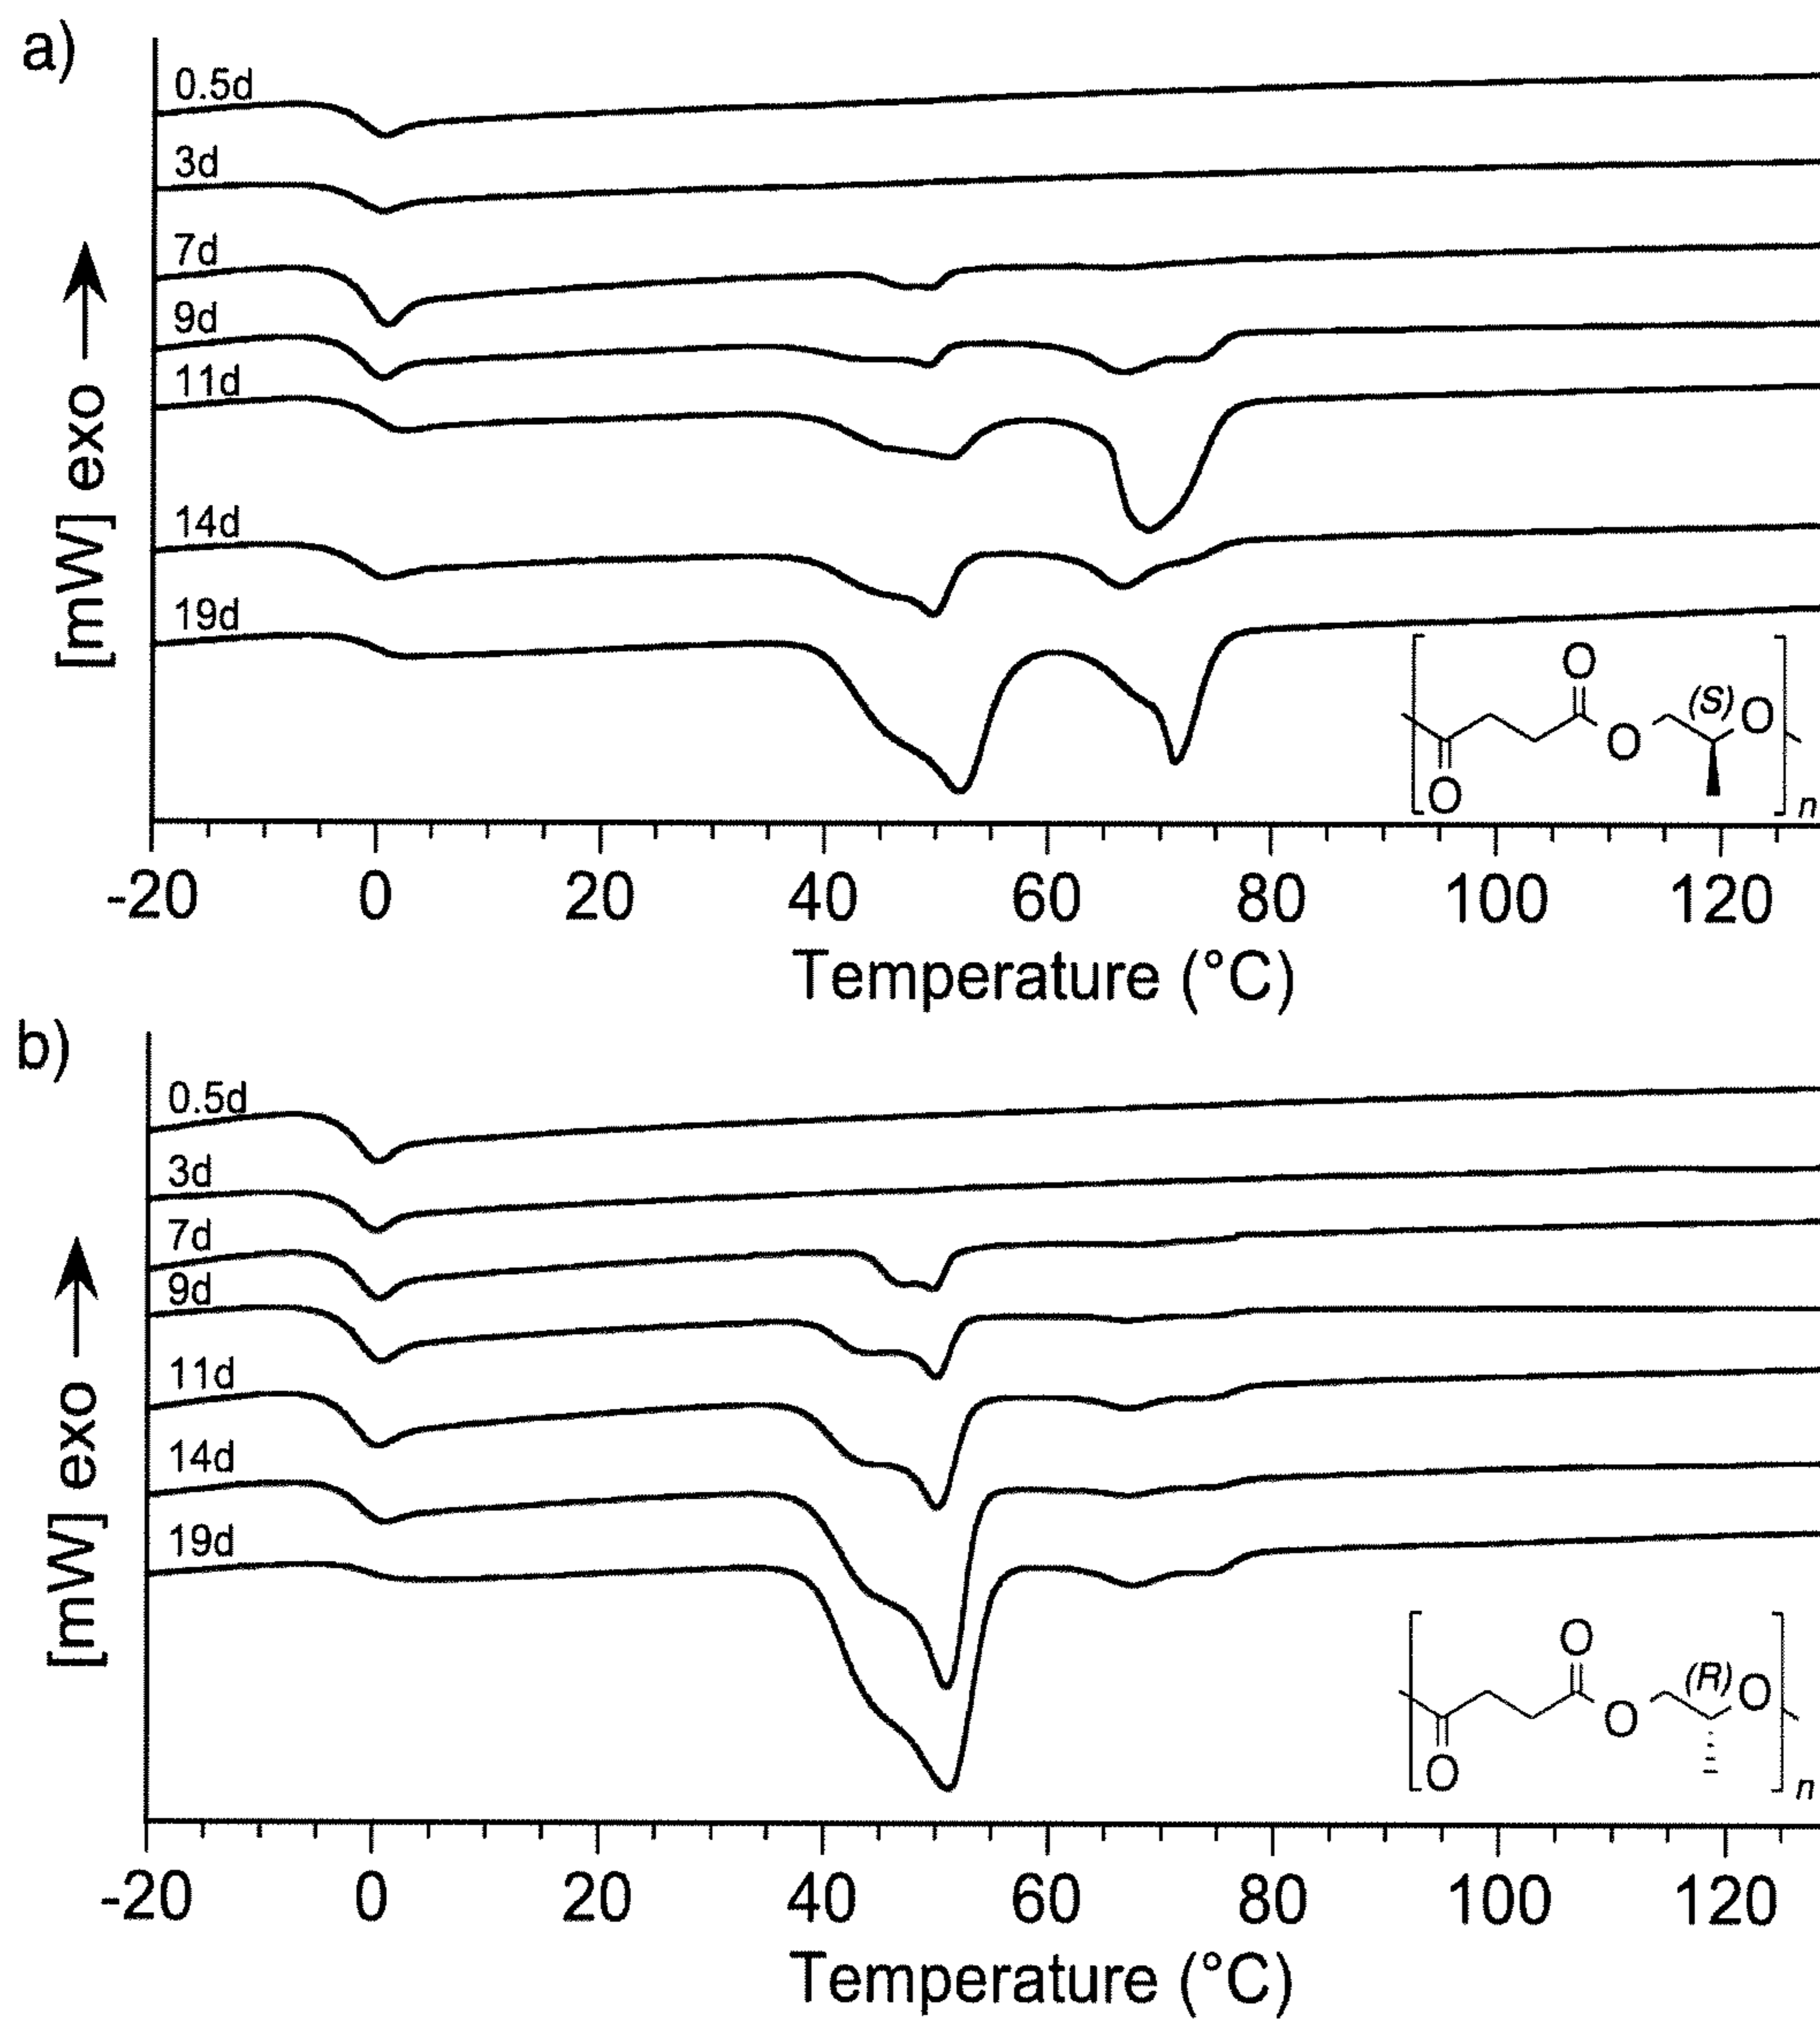 a)
0.5d
3d
7d
9d
11d
14d
19d
[mW] exo
O
(S) O
O
O
n
-20 0 20 40 60 80 100 120
Temperature (°C)
b)
0.5d
3d
7d
9d
11d
14d
19d
[mW] exo
O
(R) O
O
O
n
-20 0 20 40 60 80 100 120
Temperature (°C)